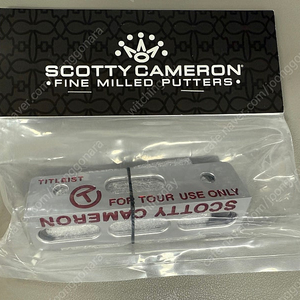 SCOTTY CAMERON®
• FINE MILLED PUTTERS •
TITLEIST
T
FOR TOUR USE ONLY
SCOTTY CAMERON